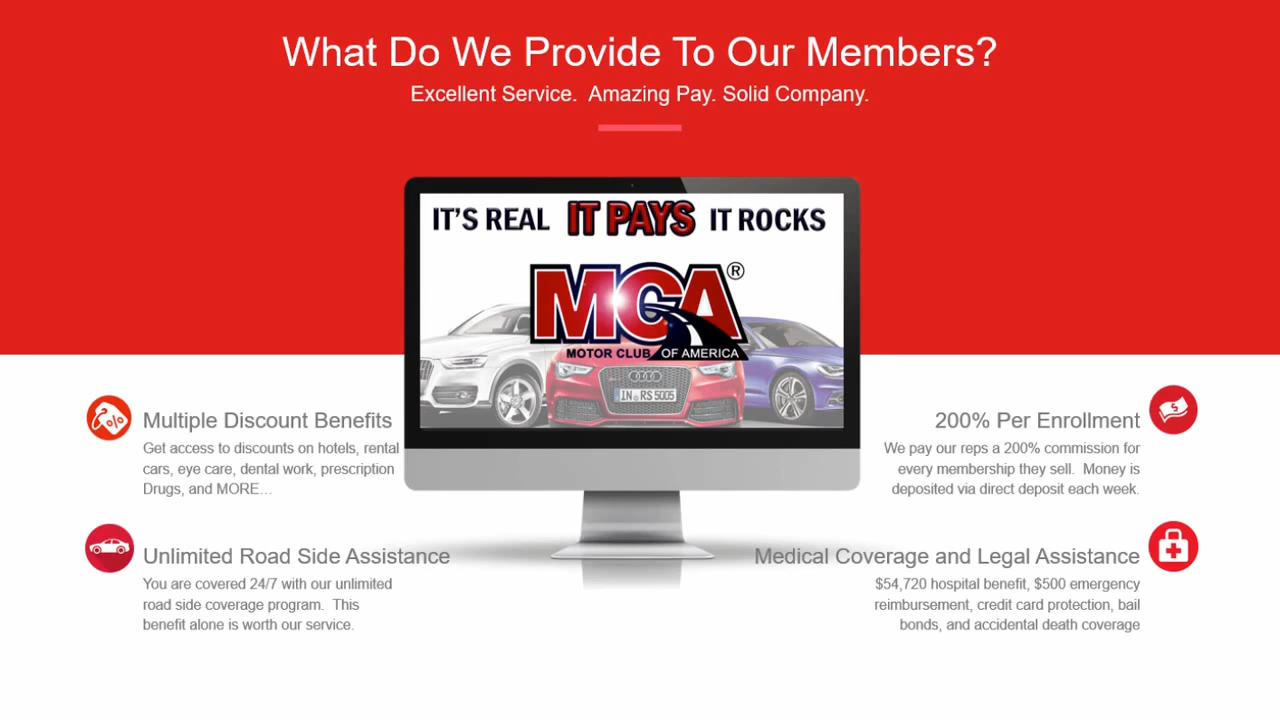 What Do We Provide To Our Members?
Excellent Service.  Amazing Pay. Solid Company.
IT'S REAL IT PAYS IT ROCKS
MCA®
MOTOR CLUB OF AMERICA
IN RS 5005
Multiple Discount Benefits
Get access to discounts on hotels, rental
cars, eye care, dental work, prescription
Drugs, and MORE...
Unlimited Road Side Assistance
You are covered 24/7 with our unlimited
road side coverage program.  This
benefit alone is worth our service.
200% Per Enrollment
We pay our reps a 200% commission for
every membership they sell.  Money is
deposited via direct deposit each week.
Medical Coverage and Legal Assistance
$54,720 hospital benefit, $500 emergency
reimbursement, credit card protection, bail
bonds, and accidental death coverage